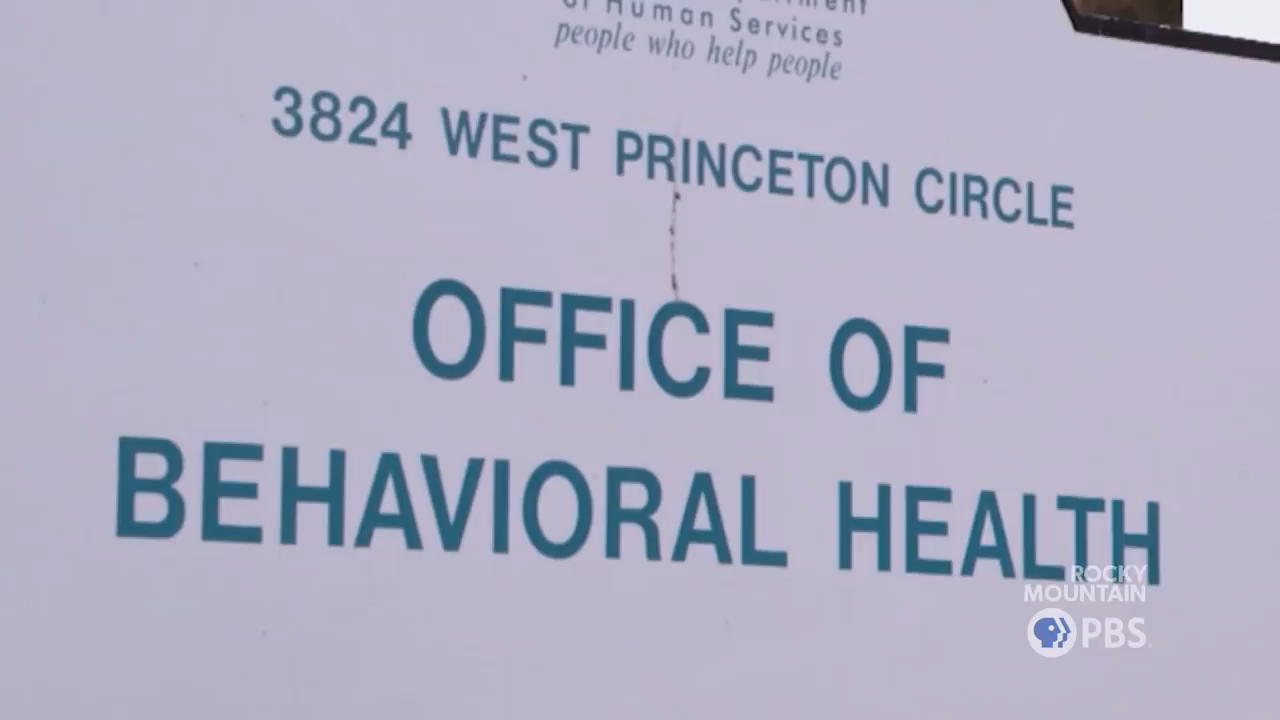 of Human Services
people who help people
3824 WEST PRINCETON CIRCLE
OFFICE OF
BEHAVIORAL HEALTH
ROCKY
MOUNTAIN
PBS